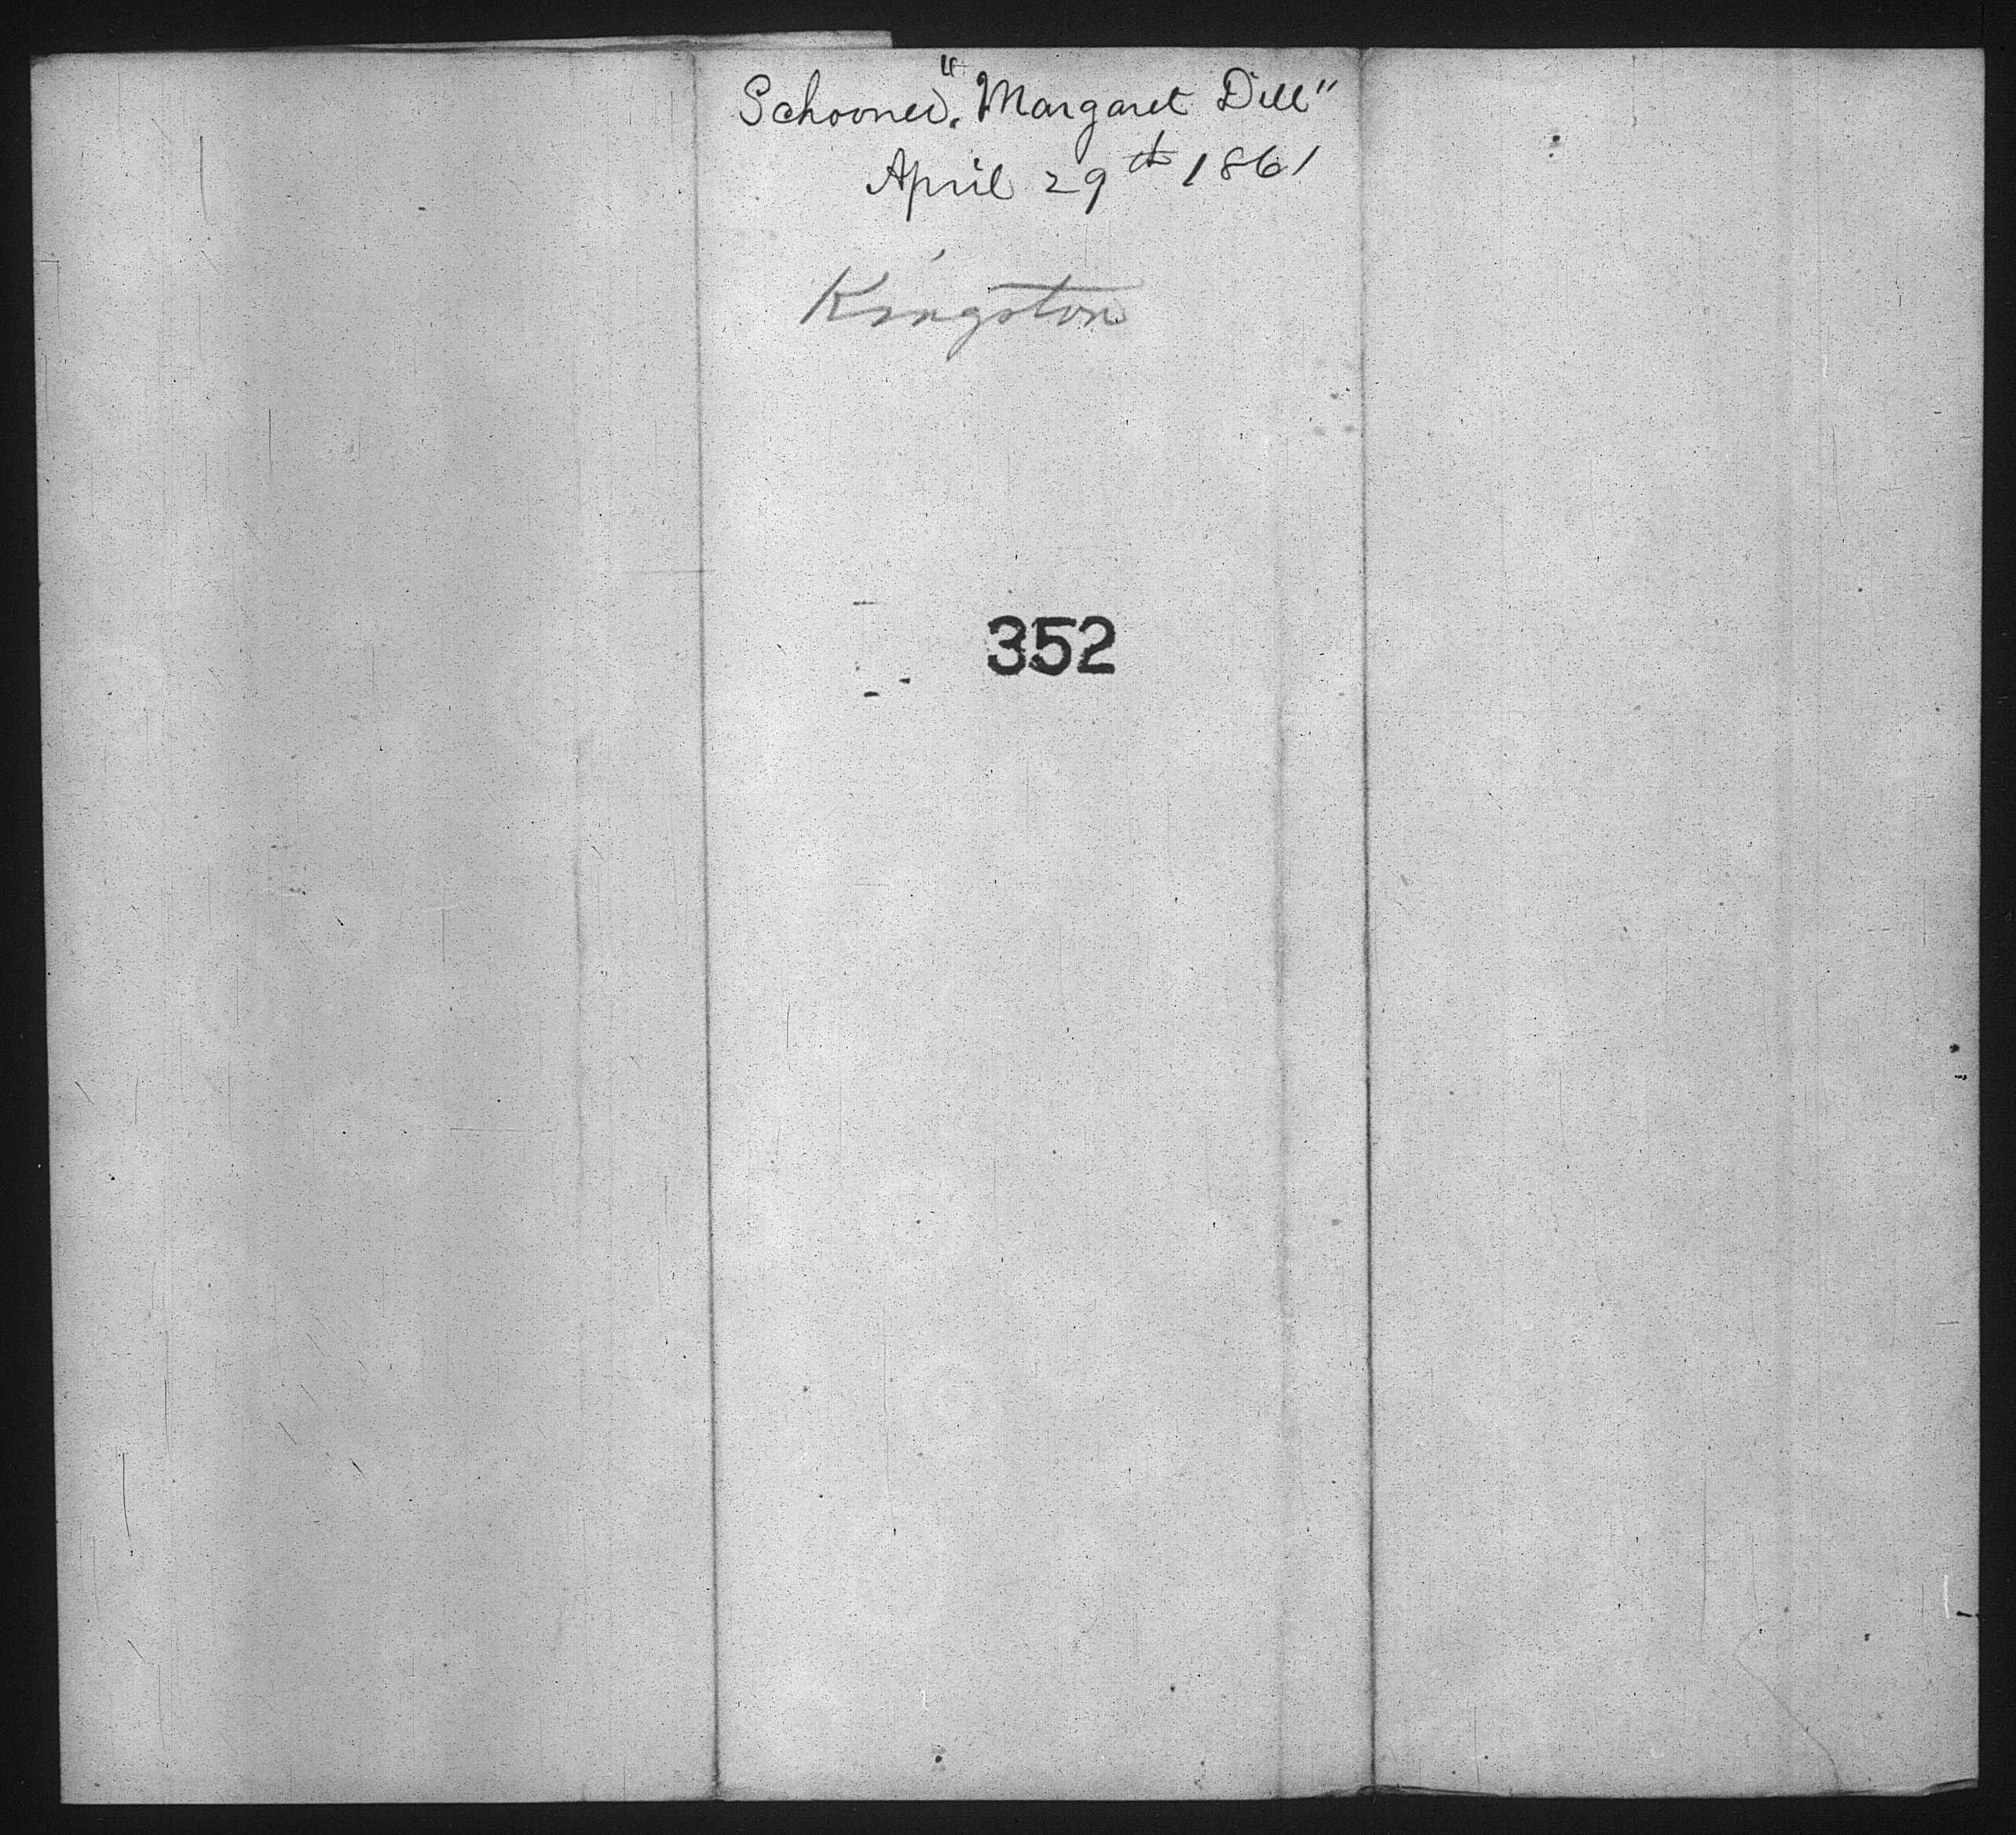 Schooner "Margaret Dill"
April 29th 1861
Kingston
352